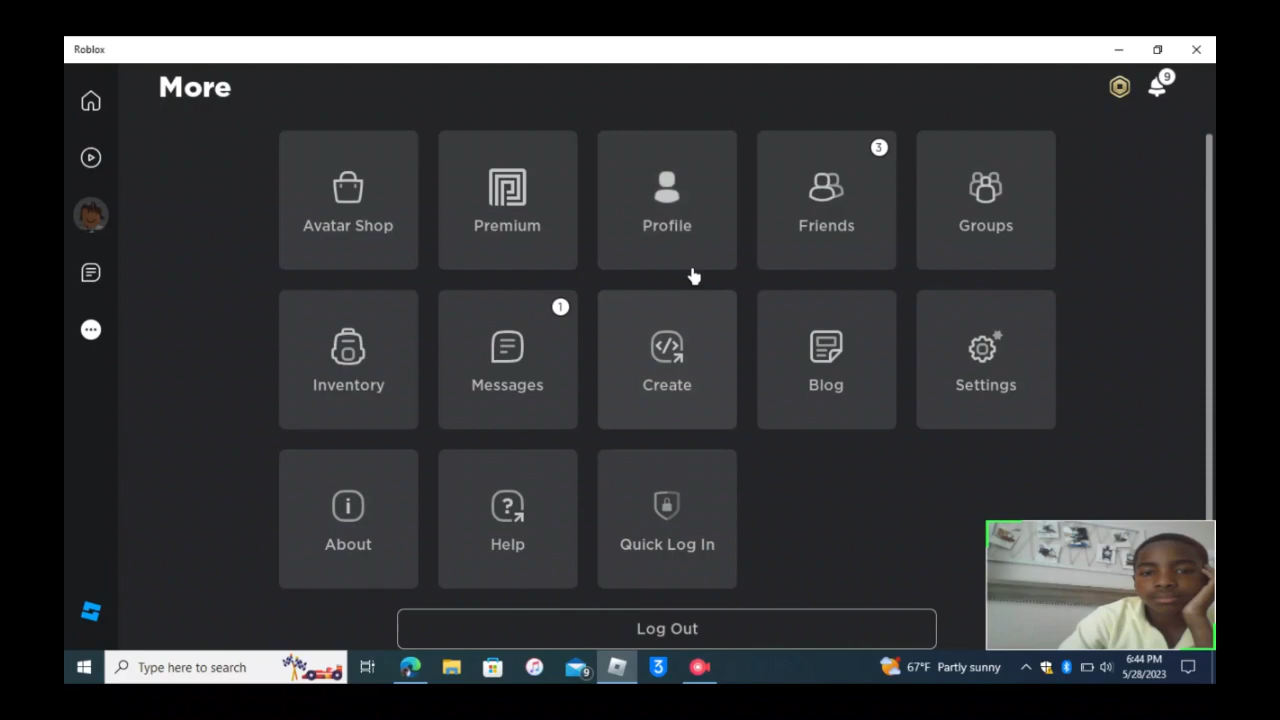 Roblox
More
9
Avatar Shop
Premium
Profile
3
Friends
Groups
Inventory
1
Messages
Create
Blog
Settings
About
Help
Quick Log In
Log Out
Type here to search
9
3
67°F Partly sunny
6:44 PM
5/28/2023